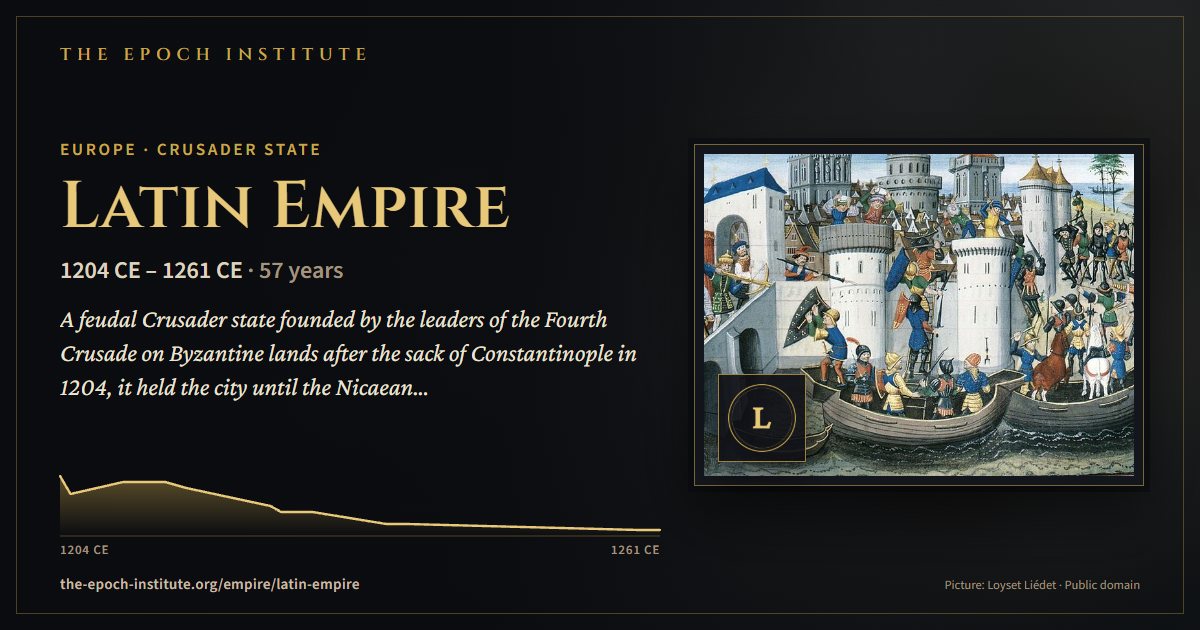 THE EPOCH INSTITUTE
EUROPE · CRUSADER STATE
LATIN EMPIRE
1204 CE – 1261 CE · 57 years
A feudal Crusader state founded by the leaders of the Fourth
Crusade on Byzantine lands after the sack of Constantinople in
1204, it held the city until the Nicaean...
L
1204 CE
1261 CE
the-epoch-institute.org/empire/latin-empire
Picture: Loyset Liédet · Public domain